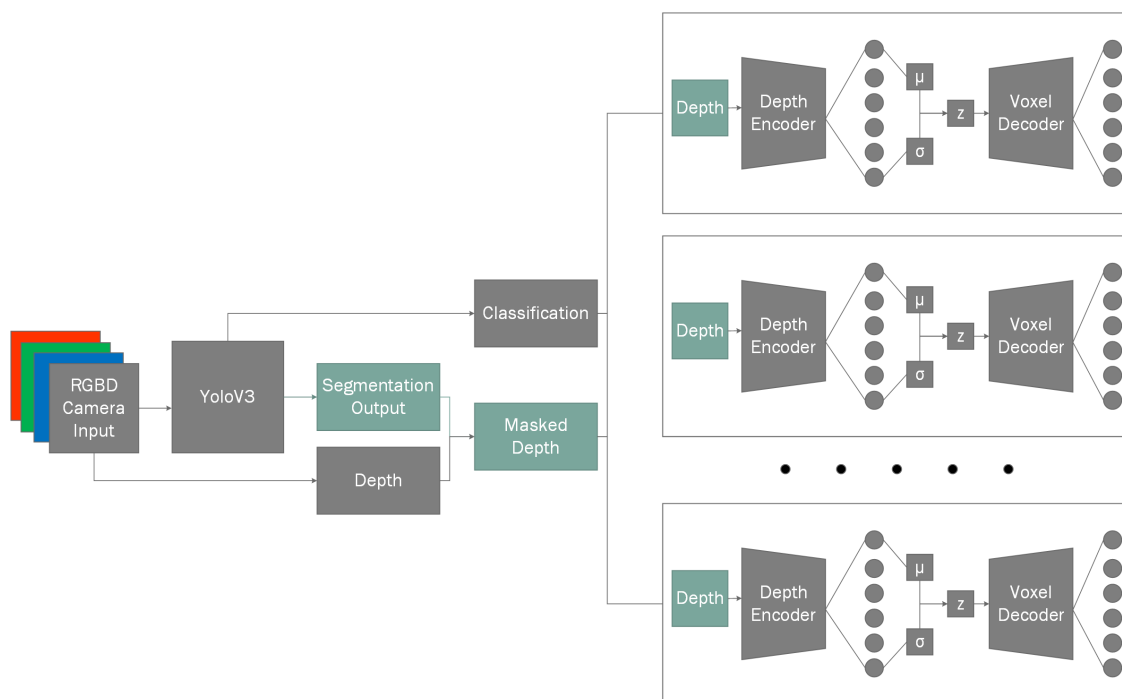 RGBD
Camera
Input
YoloV3
Classification
Segmentation
Output
Depth
Masked
Depth
Depth
Depth
Encoder
μ
σ
z
Voxel
Decoder
Depth
Depth
Encoder
μ
σ
z
Voxel
Decoder
Depth
Depth
Encoder
μ
σ
z
Voxel
Decoder